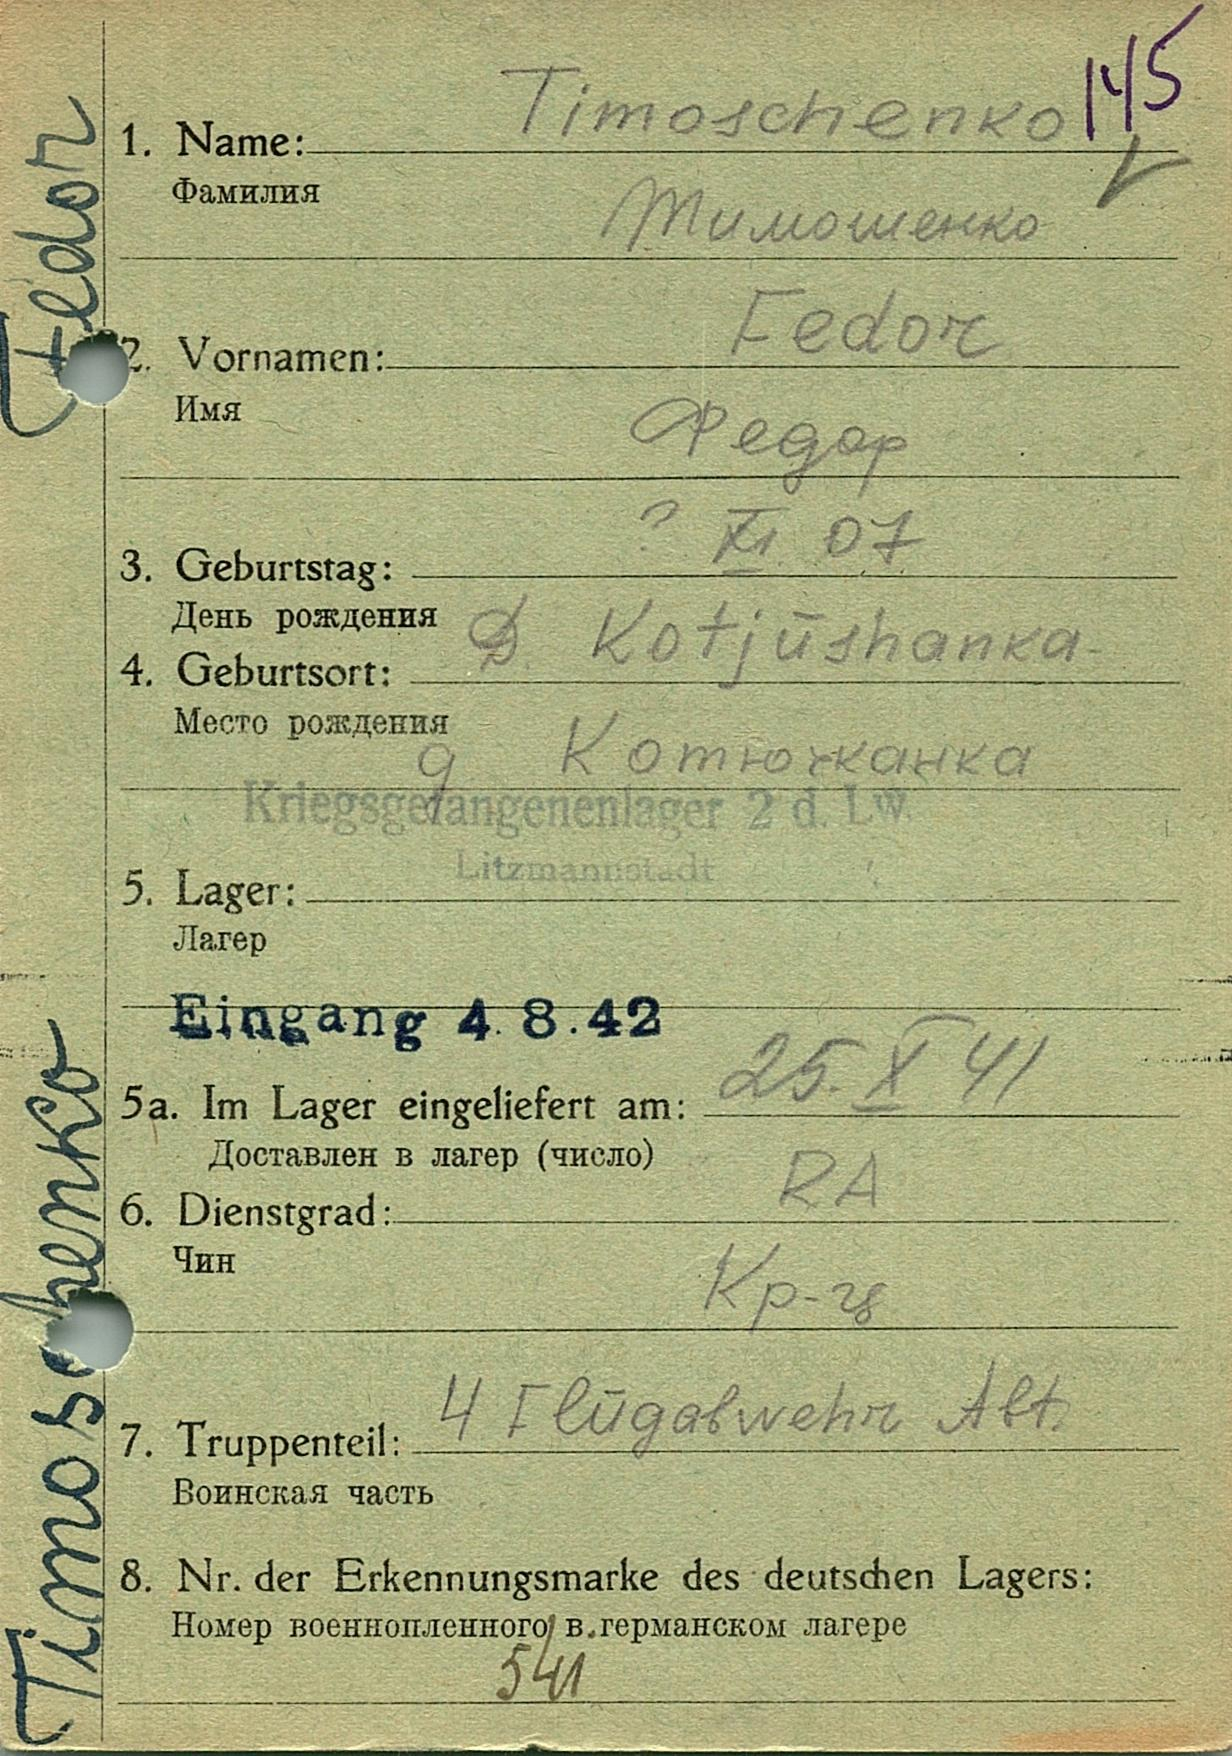 145
1. Name: Timoschenko
Фамилия
Тимошенко
2. Vornamen: Fedor
Имя
Федор
3. Geburtstag: ? XI 07
День рождения
4. Geburtsort: D. Kotjūshanka
Место рождения
д Котюжканка
Kriegsgefangenenlager 2 d. Lw.
Litzmannstadt
5. Lager:
Лагер
Eingang 4.8.42
5a. Im Lager eingeliefert am: 25. X 41
Доставлен в лагер (число)
6. Dienstgrad: RA
Чин
Кр-ц
7. Truppenteil: 4 Flūgabwehr Abt.
Воинская часть
8. Nr. der Erkennungsmarke des deutschen Lagers:
Номер военнопленного в германском лагере
541
Timoschenko Fedor